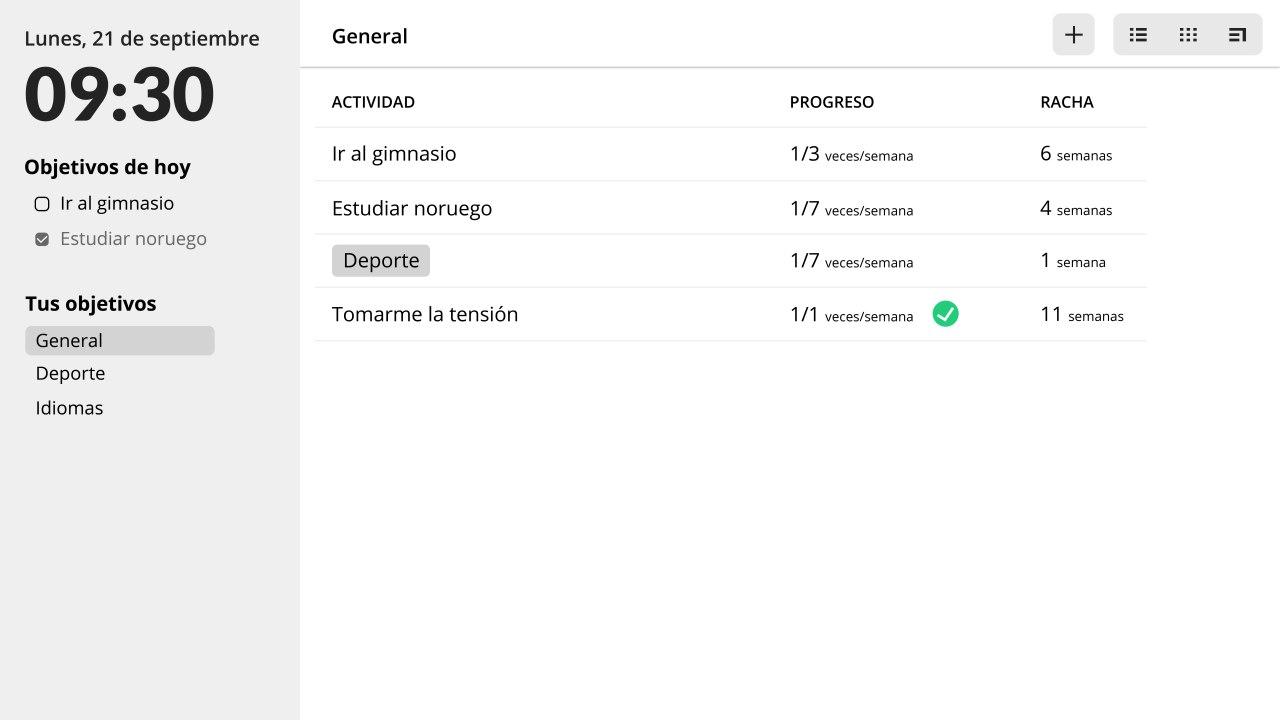 Lunes, 21 de septiembre
09:30
Objetivos de hoy
Ir al gimnasio
Estudiar noruego
Tus objetivos
General
Deporte
Idiomas
General
ACTIVIDAD PROGRESO RACHA
Ir al gimnasio 1/3 veces/semana 6 semanas
Estudiar noruego 1/7 veces/semana 4 semanas
Deporte 1/7 veces/semana 1 semana
Tomarme la tensión 1/1 veces/semana 11 semanas